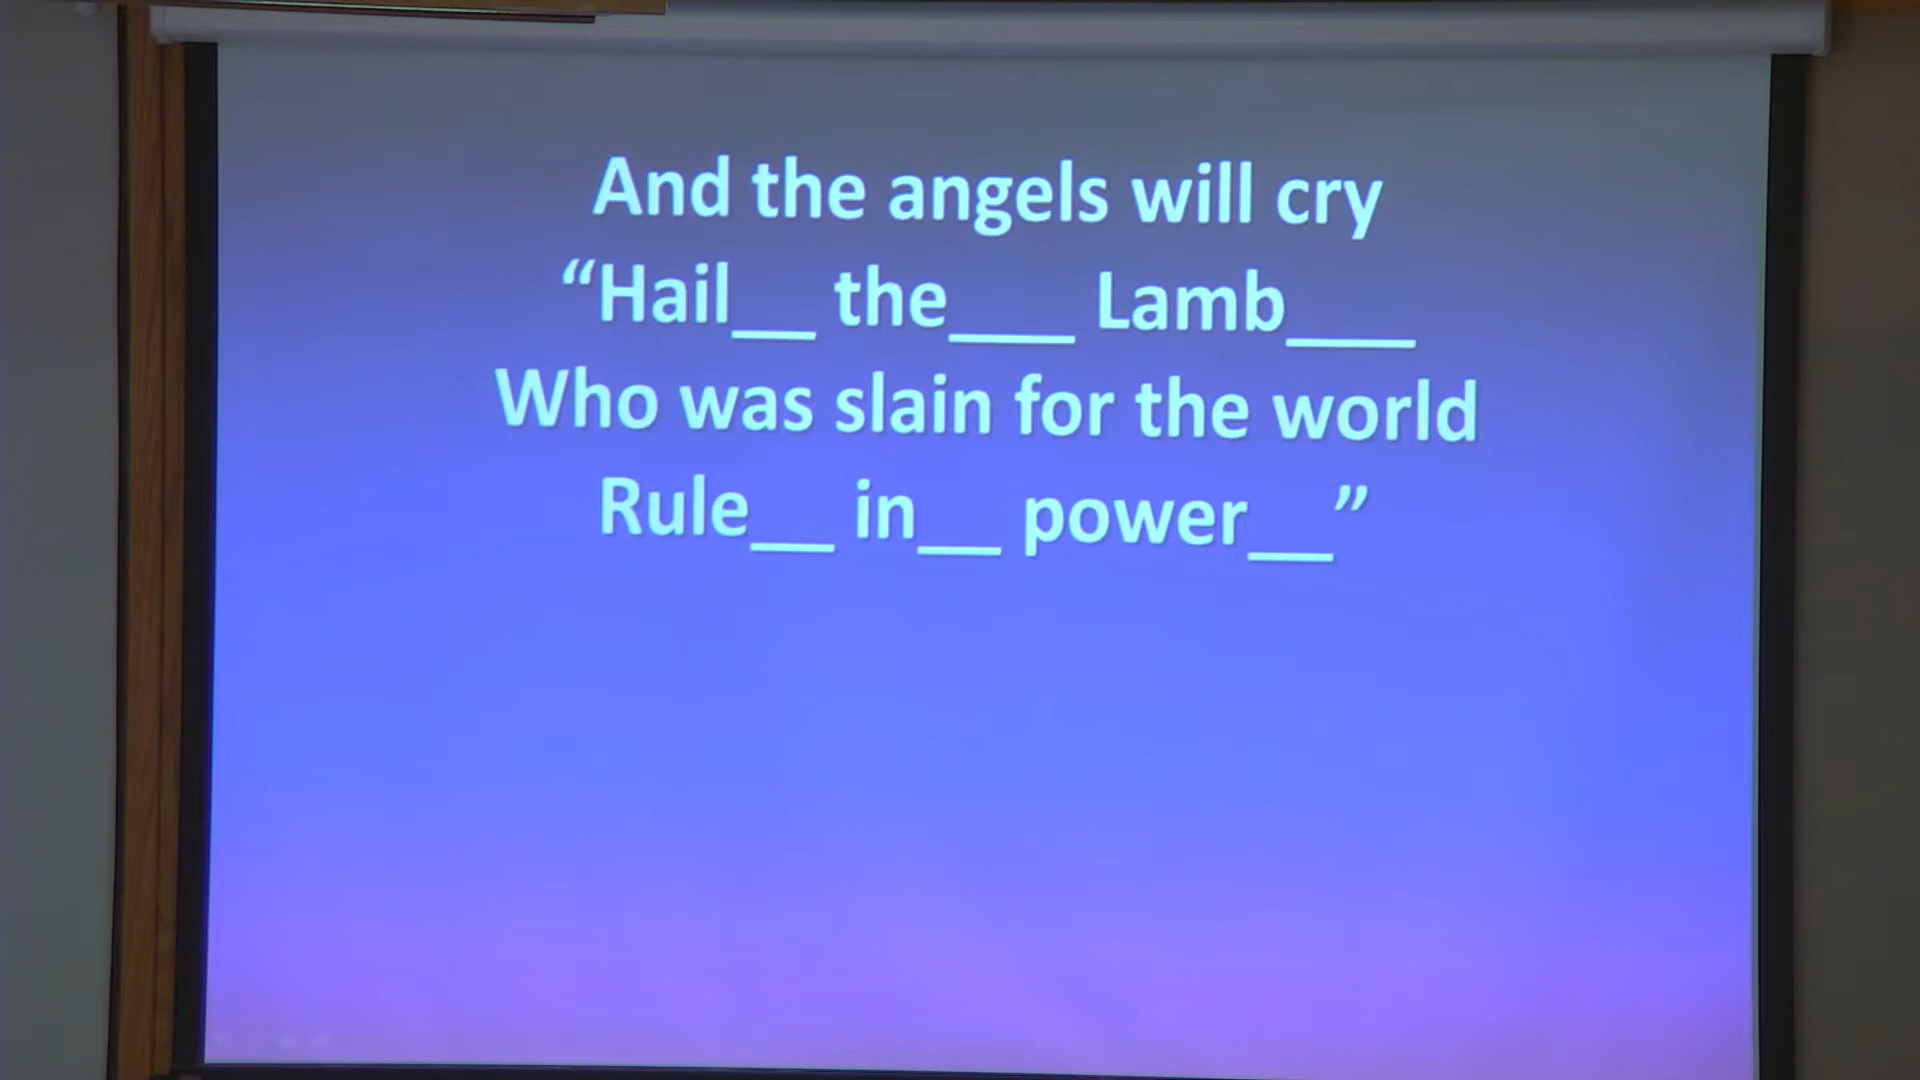 And the angels will cry
“Hail__ the___ Lamb___
Who was slain for the world
Rule__ in__ power__”